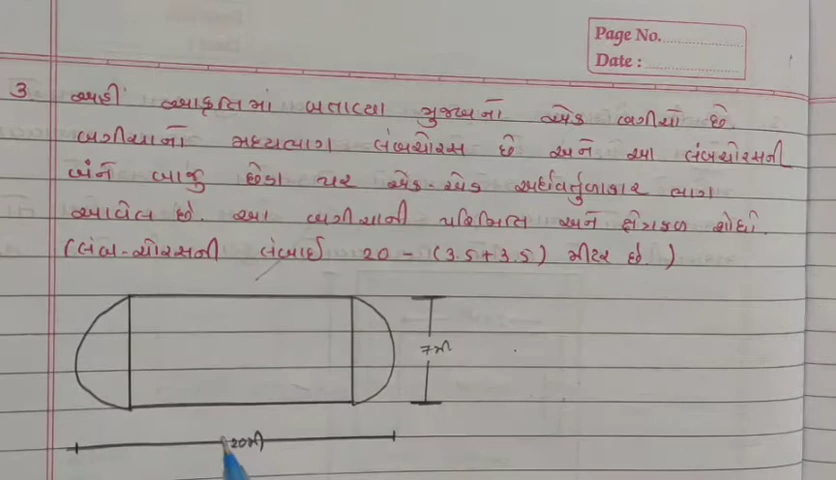 Page No.
Date :
3. અહીં આકૃતિમાં બતાવ્યા મુજબનો એક બગીચો છે.
બગીચાનો મધ્યભાગ લંબચોરસ છે અને આ લંબચોરસની
બંને બાજુ છેડા પર એક-એક અર્ધવર્તુળાકાર ભાગ
આવેલ છે. આ બગીચાની પરિમિતિ અને ક્ષેત્રફળ શોધો.
(લંબ-ચોરસની લંબાઈ 20 - (3.5+3.5) મીટર છે.)
7મી
20મી